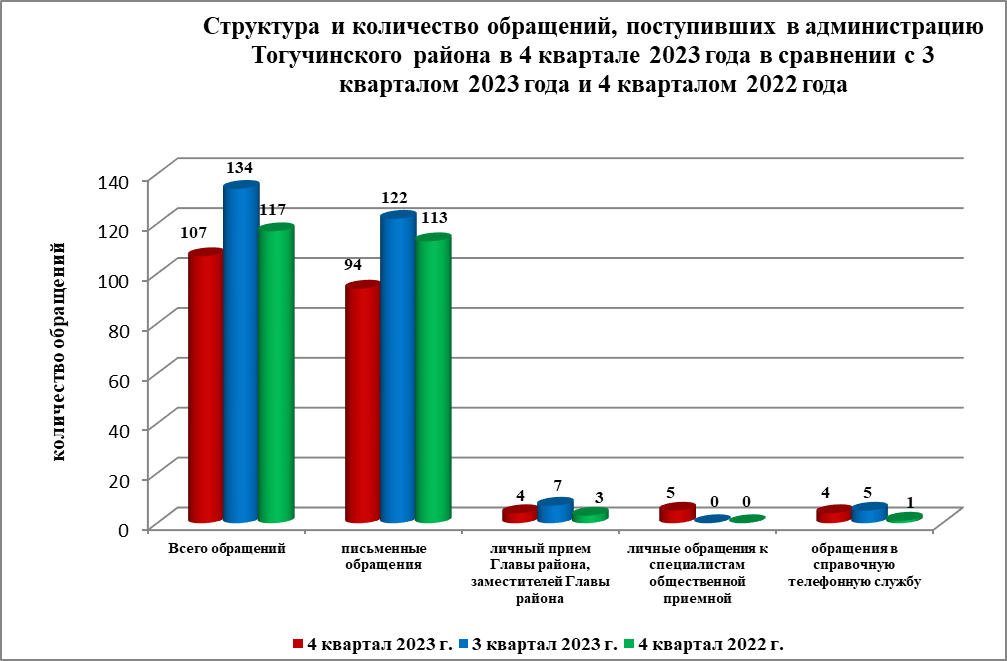 Структура и количество обращений, поступивших в администрацию
Тогучинского района в 4 квартале 2023 года в сравнении с 3
кварталом 2023 года и 4 кварталом 2022 года
количество обращений
140
120
100
80
60
40
20
0
107
134
117
94
122
113
4
7
3
5
0
0
4
5
1
Всего обращений
письменные
обращения
личный прием
Главы района,
заместителей Главы
района
личные обращения к
специалистам
общественной
приемной
обращения в
справочную
телефонную службу
4 квартал 2023 г.
3 квартал 2023 г.
4 квартал 2022 г.